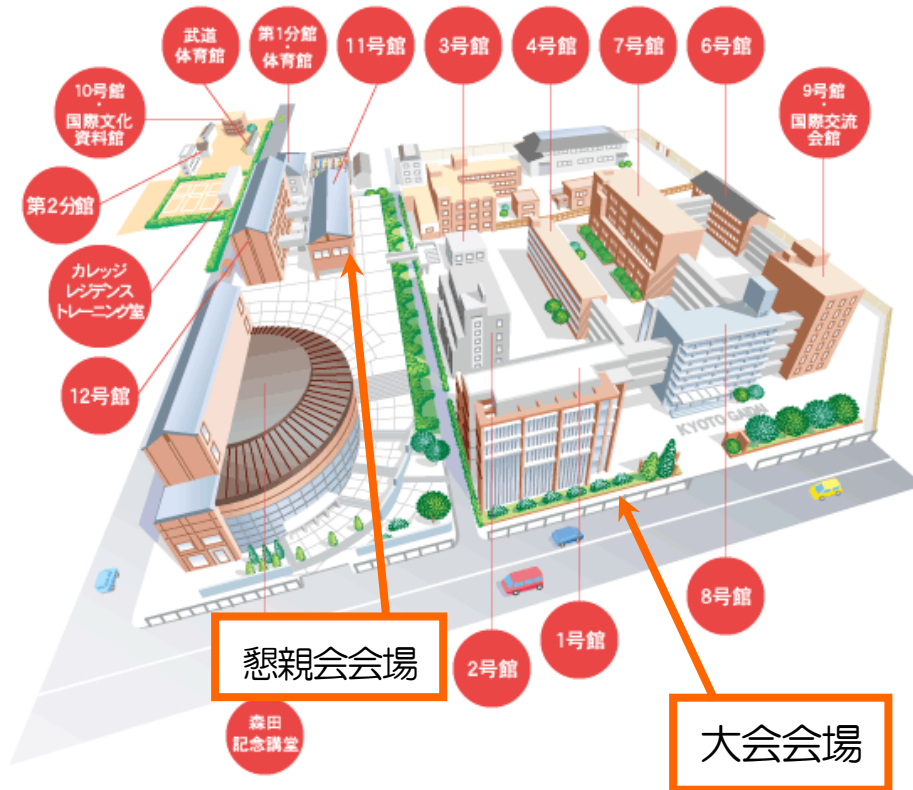 武道
体育館
第1分館・
体育館
11号館
3号館
4号館
7号館
6号館
10号館
・
国際文化
資料館
9号館
・
国際交流
会館
第2分館
カレッジ
レジデンス
トレーニング室
12号館
KYOTO GAIDAI
8号館
懇親会会場
2号館
1号館
森田
記念講堂
大会会場